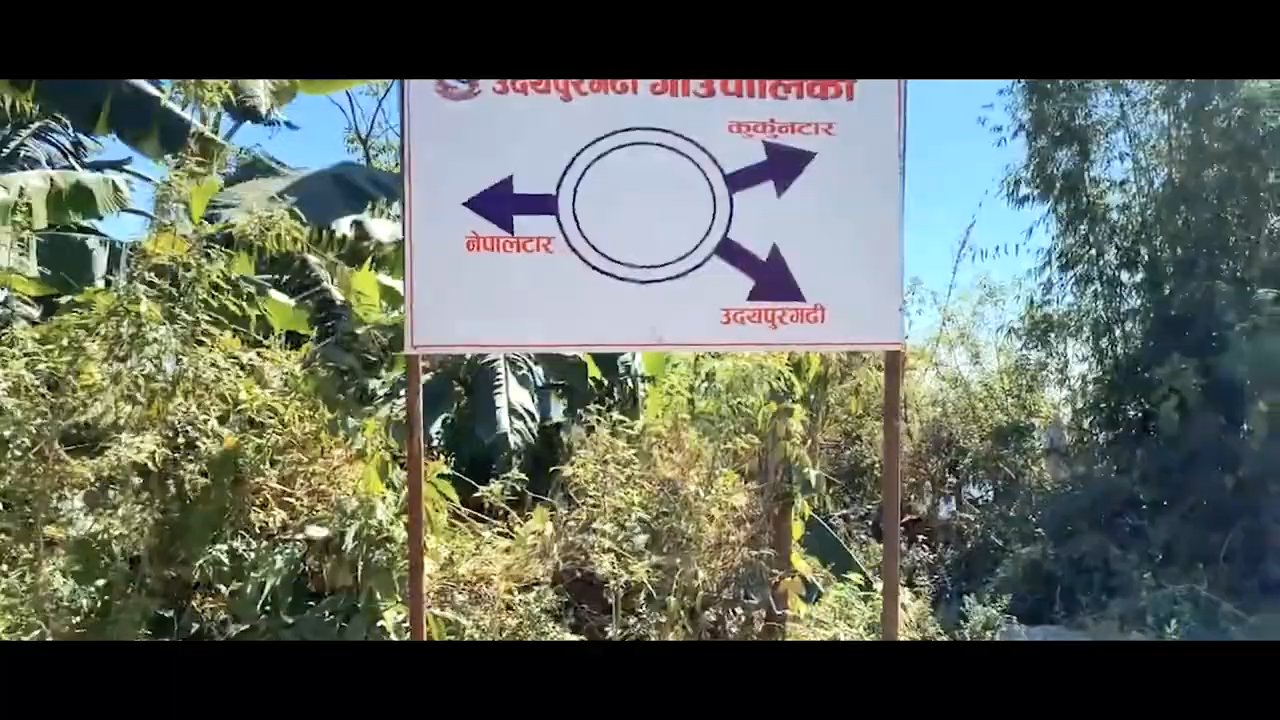 उदयपुरगढी गाउँपालिका
कुकुंनटार
नेपालटार
उदयपुरगढी